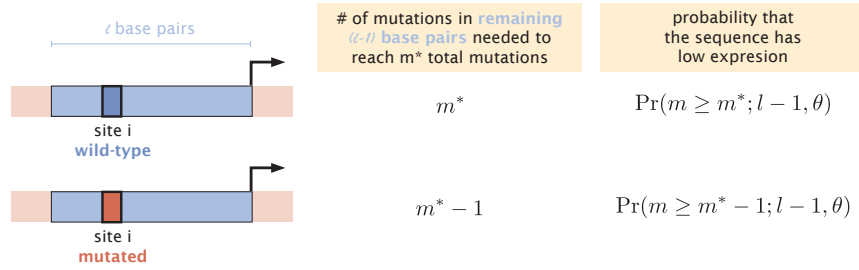 ℓ base pairs
# of mutations in remaining
(ℓ-1) base pairs needed to
reach m* total mutations
probability that
the sequence has
low expresion
site i
wild-type
m*
Pr(m ≥ m*; l − 1, θ)
site i
mutated
m* − 1
Pr(m ≥ m* − 1; l − 1, θ)